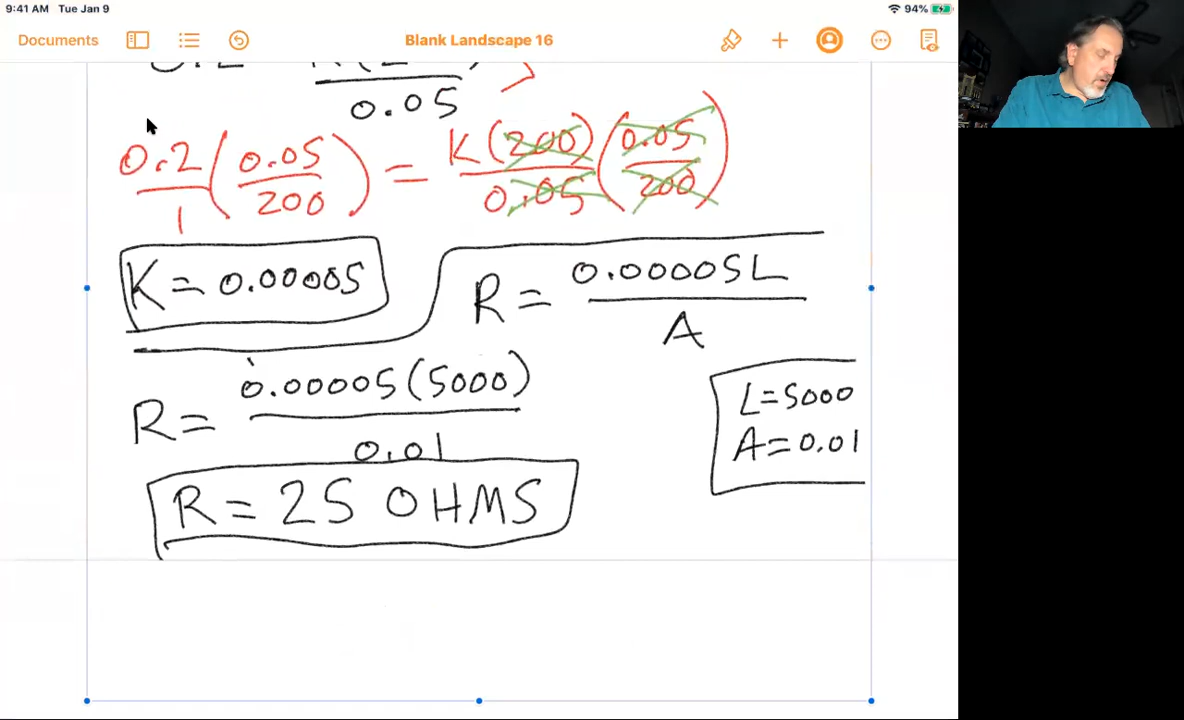 9:41 AM Tue Jan 9 94%
Documents Blank Landscape 16
0.05
0.2/1 (0.05/200) = K(200)/0.05 (0.05/200)
K = 0.00005
R = 0.00005L/A
R = 0.00005(5000)/0.01
L=5000
A=0.01
R = 25 OHMS